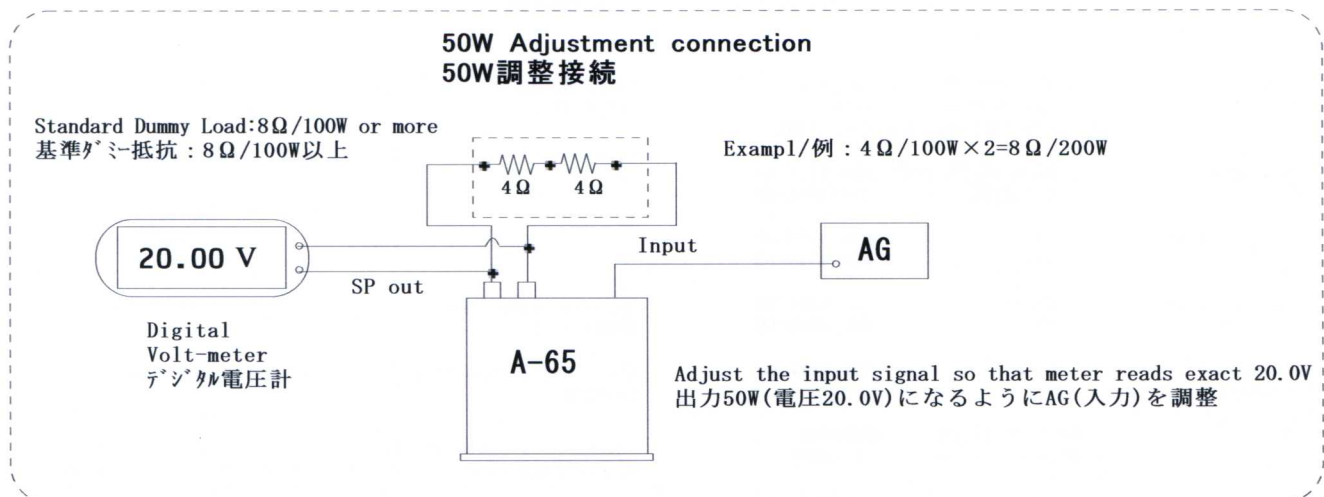 50W Adjustment connection
50W調整接続
Standard Dummy Load:8Ω/100W or more
基準ダミー抵抗:8Ω/100W以上
Exampl/例:4Ω/100W×2=8Ω/200W
4Ω 4Ω
20.00 V
Input
AG
SP out
Digital
Volt-meter
デジタル電圧計
A-65
Adjust the input signal so that meter reads exact 20.0V
出力50W(電圧20.0V)になるようにAG(入力)を調整